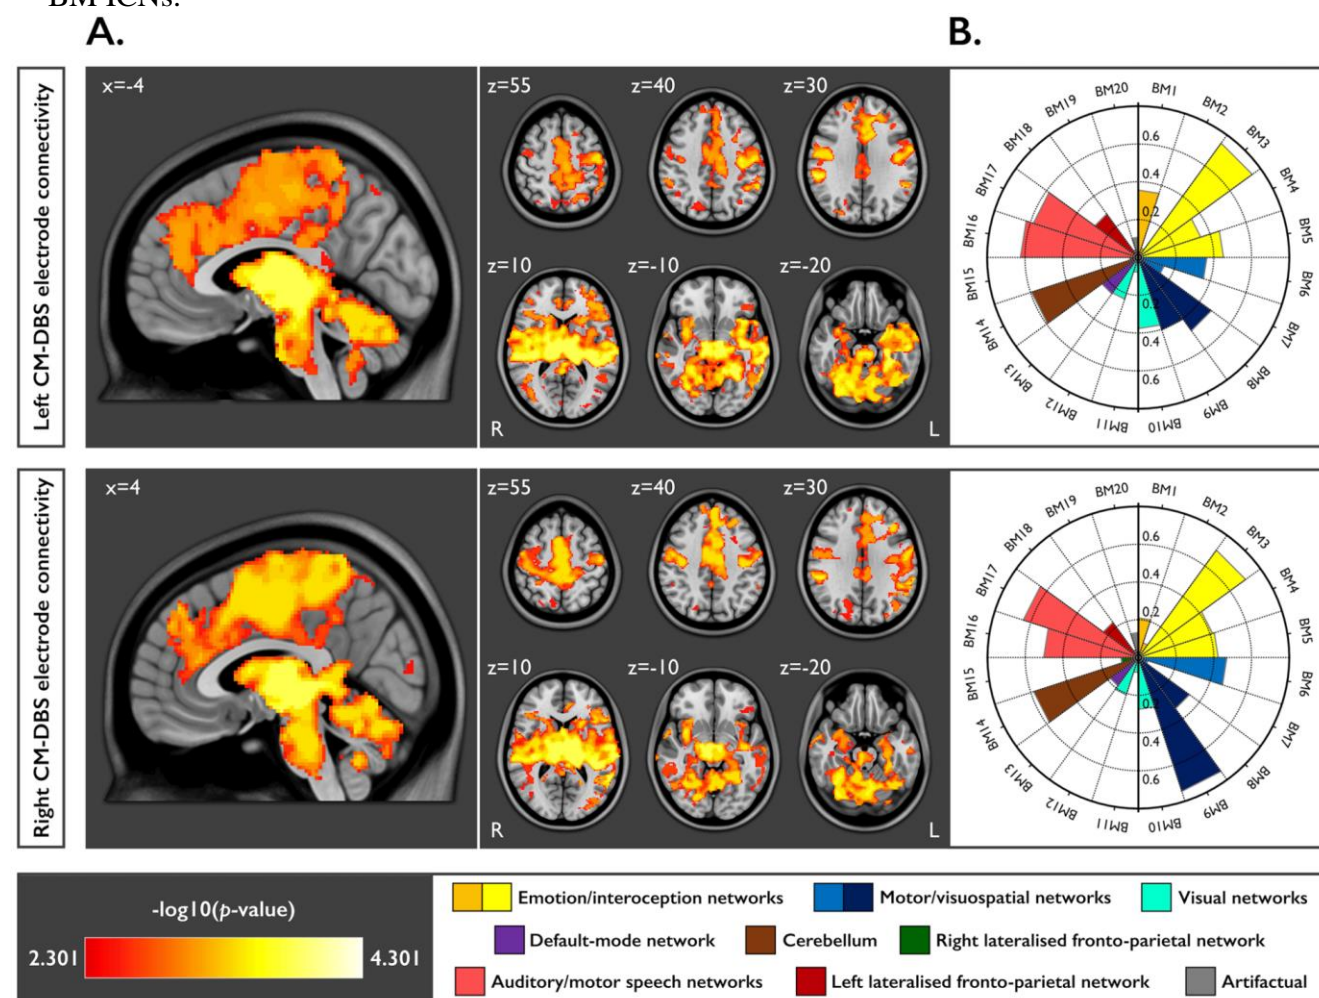 BM ICNs.
A.
B.
Left CM-DBS electrode connectivity
x=-4
z=55
z=40
z=30
z=10
z=-10
z=-20
R
L
BM1
BM2
BM3
BM4
BM5
BM6
BM7
BM8
BM9
BM10
BM11
BM12
BM13
BM14
BM15
BM16
BM17
BM18
BM19
BM20
0.6
0.4
0.2
0.2
0.4
0.6
Right CM-DBS electrode connectivity
x=4
z=55
z=40
z=30
z=10
z=-10
z=-20
R
L
BM1
BM2
BM3
BM4
BM5
BM6
BM7
BM8
BM9
BM10
BM11
BM12
BM13
BM14
BM15
BM16
BM17
BM18
BM19
BM20
0.6
0.4
0.2
0.2
0.4
0.6
-log10(p-value)
2.301
4.301
Emotion/interoception networks
Motor/visuospatial networks
Visual networks
Default-mode network
Cerebellum
Right lateralised fronto-parietal network
Auditory/motor speech networks
Left lateralised fronto-parietal network
Artifactual